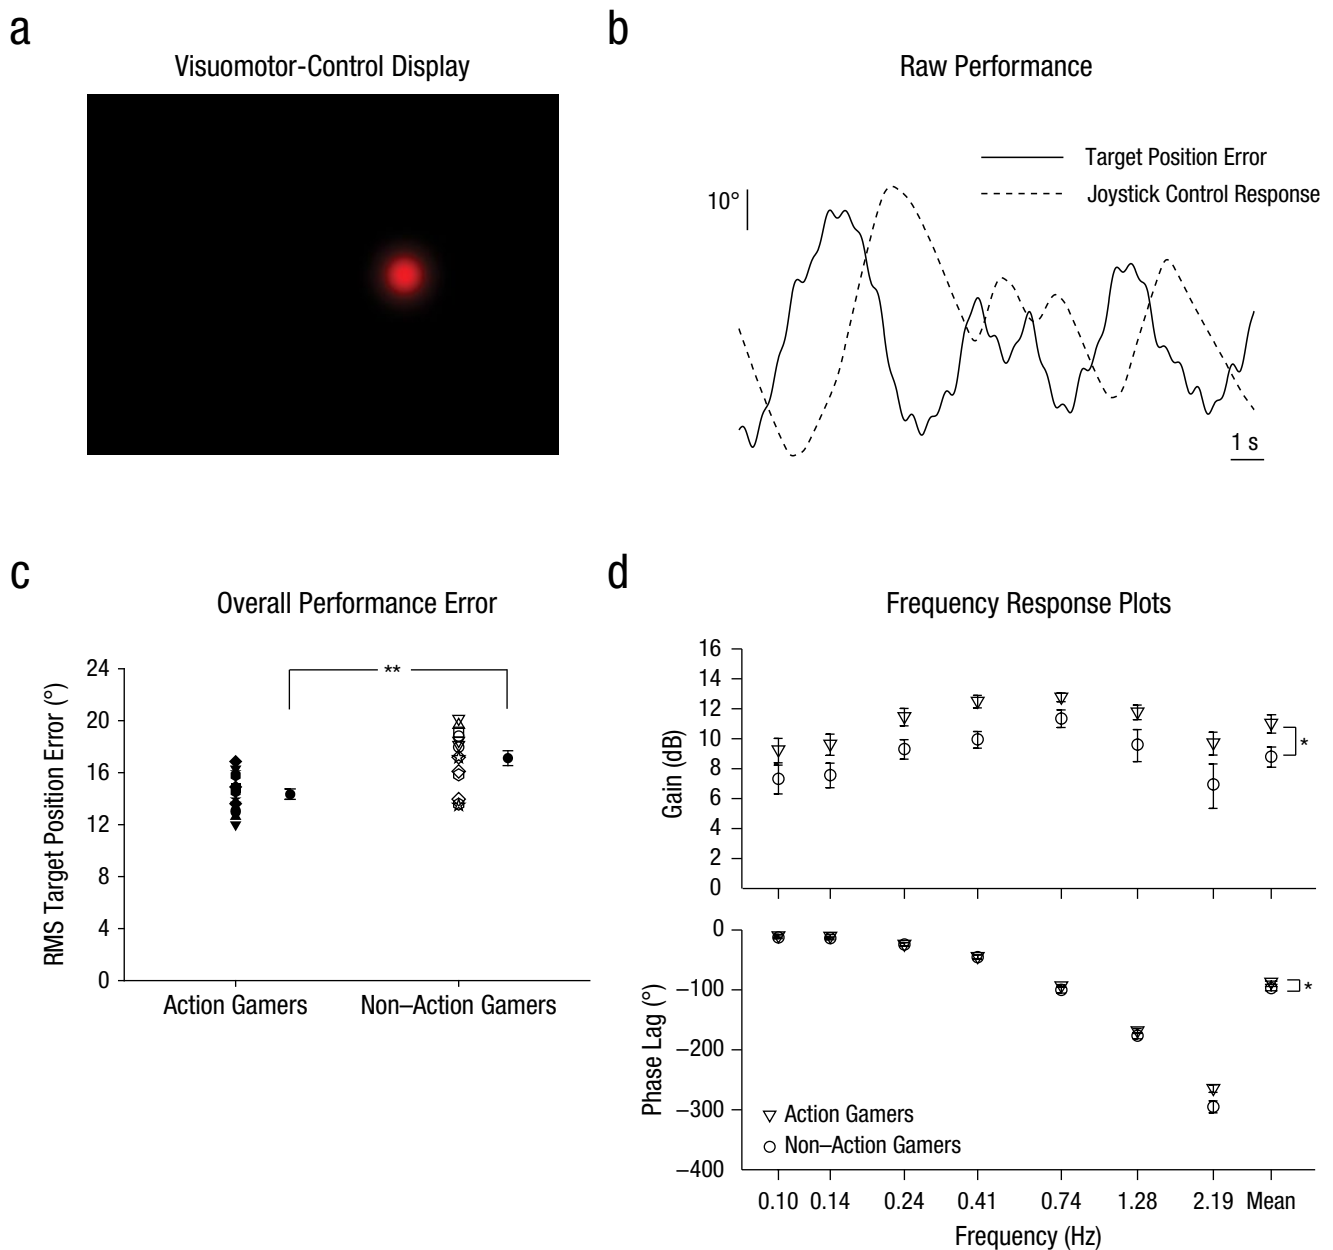 a
Visuomotor-Control Display
b
Raw Performance
Target Position Error
Joystick Control Response
10°
1 s
c
Overall Performance Error
RMS Target Position Error (°)
24
20
16
12
8
4
0
**
Action Gamers
Non–Action Gamers
d
Frequency Response Plots
Gain (dB)
16
14
12
10
8
6
4
2
0
*
Phase Lag (°)
0
–100
–200
–300
–400
*
Action Gamers
Non–Action Gamers
0.10 0.14 0.24 0.41 0.74 1.28 2.19 Mean
Frequency (Hz)